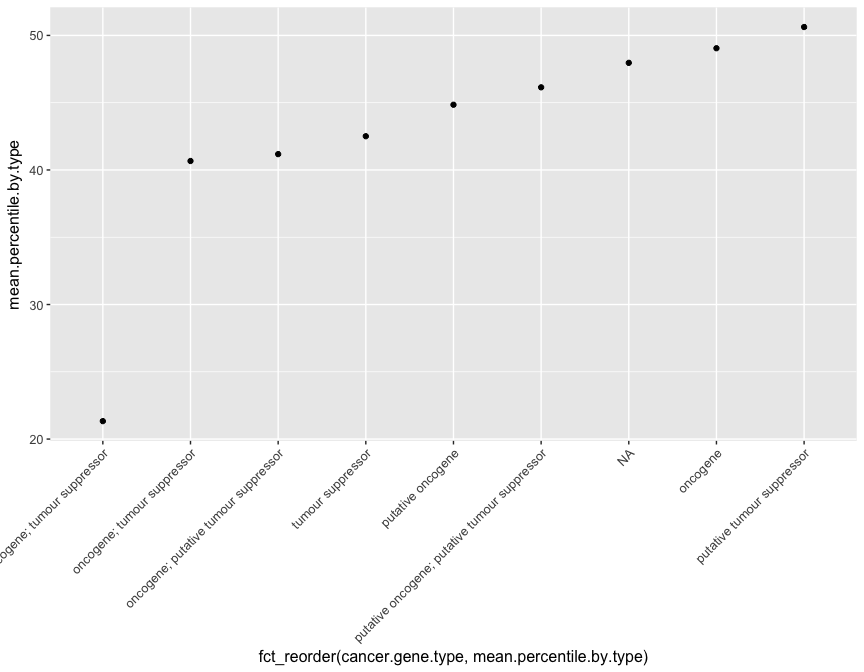 50
40
30
20
mean.percentile.by.type
tumour suppressor
oncogene; tumour suppressor
oncogene; putative tumour suppressor
tumour suppressor
putative oncogene
putative oncogene; putative tumour suppressor
NA
oncogene
putative tumour suppressor
fct_reorder(cancer.gene.type, mean.percentile.by.type)